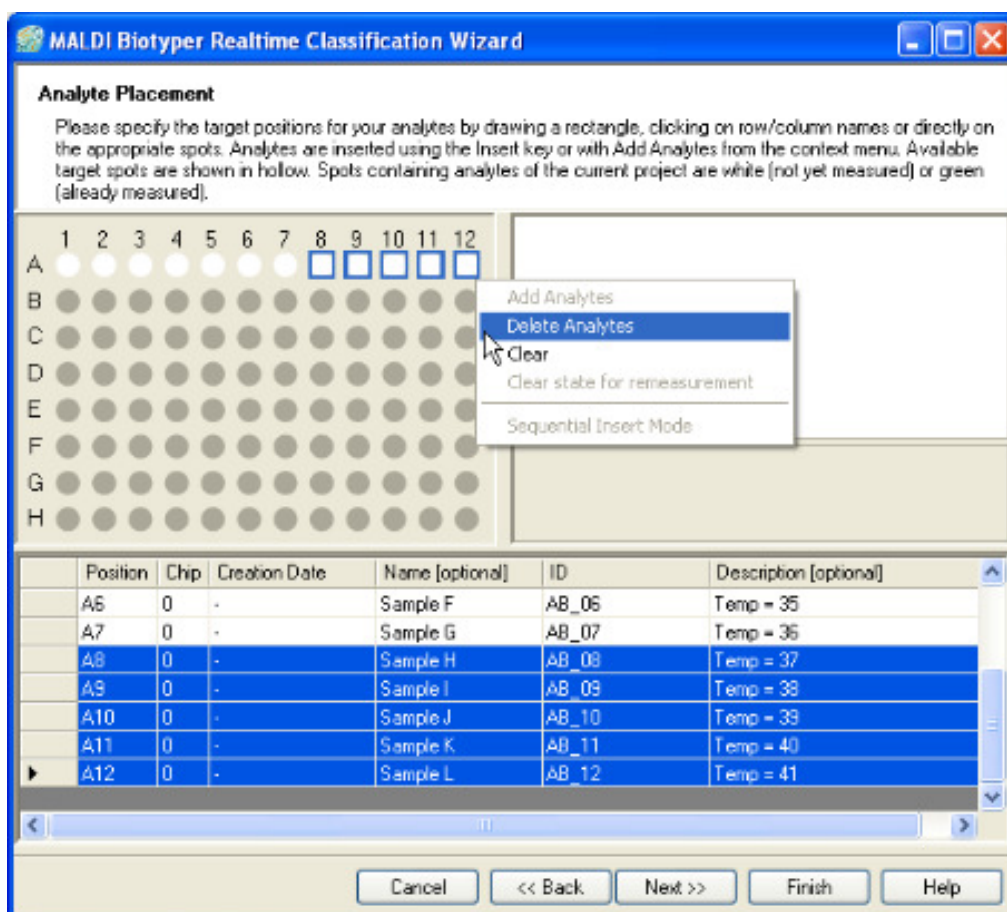 MALDI Biotyper Realtime Classification Wizard
Analyte Placement
Please specify the target positions for your analytes by drawing a rectangle, clicking on row/column names or directly on
the appropriate spots. Analytes are inserted using the Insert key or with Add Analytes from the context menu. Available
target spots are shown in hollow. Spots containing analytes of the current project are white (not yet measured) or green
(already measured).
1 2 3 4 5 6 7 8 9 10 11 12
A
B
C
D
E
F
G
H
Add Analytes
Delete Analytes
Clear
Clear state for remeasurement
Sequential Insert Mode
Position Chip Creation Date Name [optional] ID Description [optional]
A6 0 - Sample F AB_06 Temp = 35
A7 0 - Sample G AB_07 Temp = 36
A8 0 - Sample H AB_08 Temp = 37
A9 0 - Sample I AB_09 Temp = 38
A10 0 - Sample J AB_10 Temp = 39
A11 0 - Sample K AB_11 Temp = 40
A12 0 - Sample L AB_12 Temp = 41
Cancel << Back Next >> Finish Help